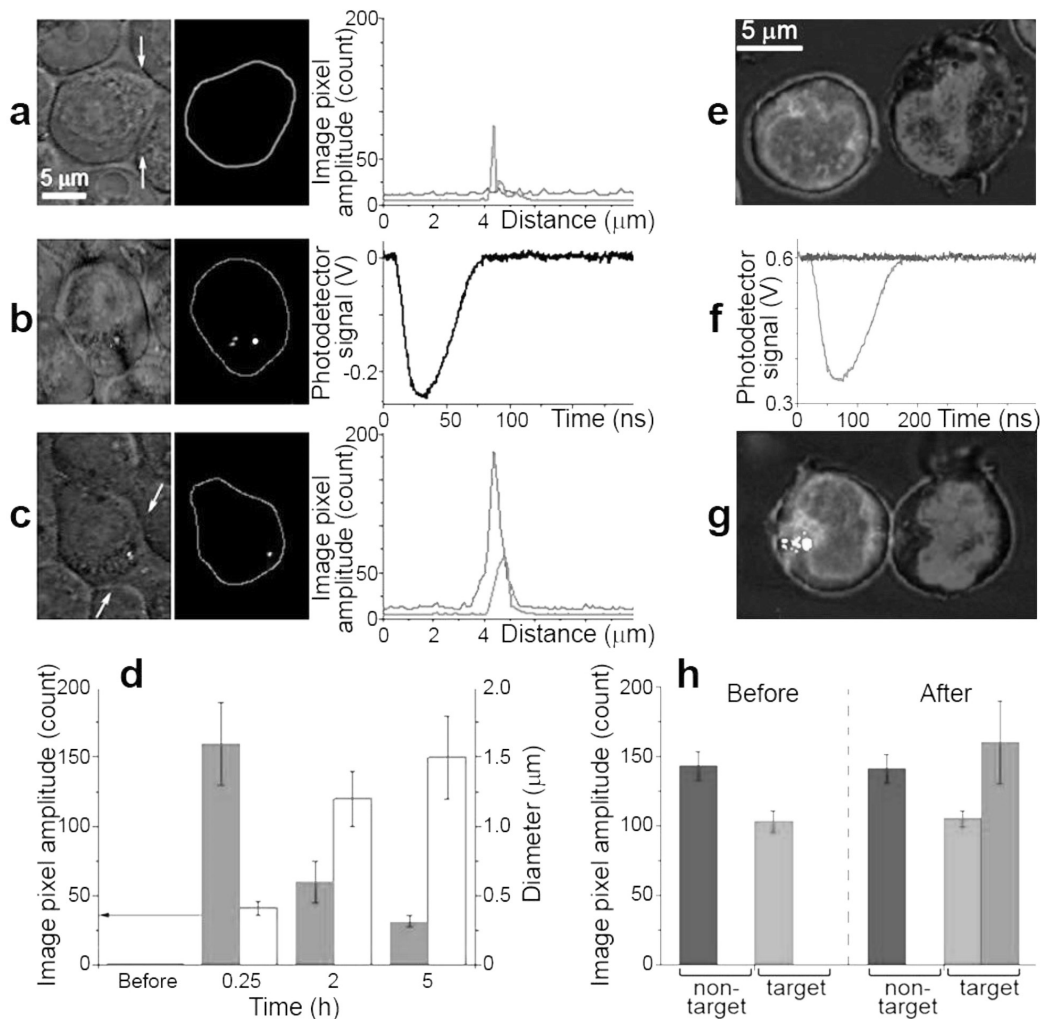 a
5 μm
Image pixel
amplitude (count)
200
50
0
0 2 4 Distance (μm)
e
5 μm
b
Photodetector
signal (V)
0
-0.2
0 50 100 Time (ns)
f
Photodetector
signal (V)
0.6
0.3
0 100 200 Time (ns)
c
Image pixel
amplitude (count)
200
50
0
0 2 4 Distance (μm)
g
d
Image pixel amplitude (count)
200
150
100
50
0
2.0
1.5
1.0
0.5
0
Diameter (μm)
Before 0.25 2 5
Time (h)
h
Before After
Image pixel amplitude (count)
200
150
100
50
0
non-
target
target
non-
target
target